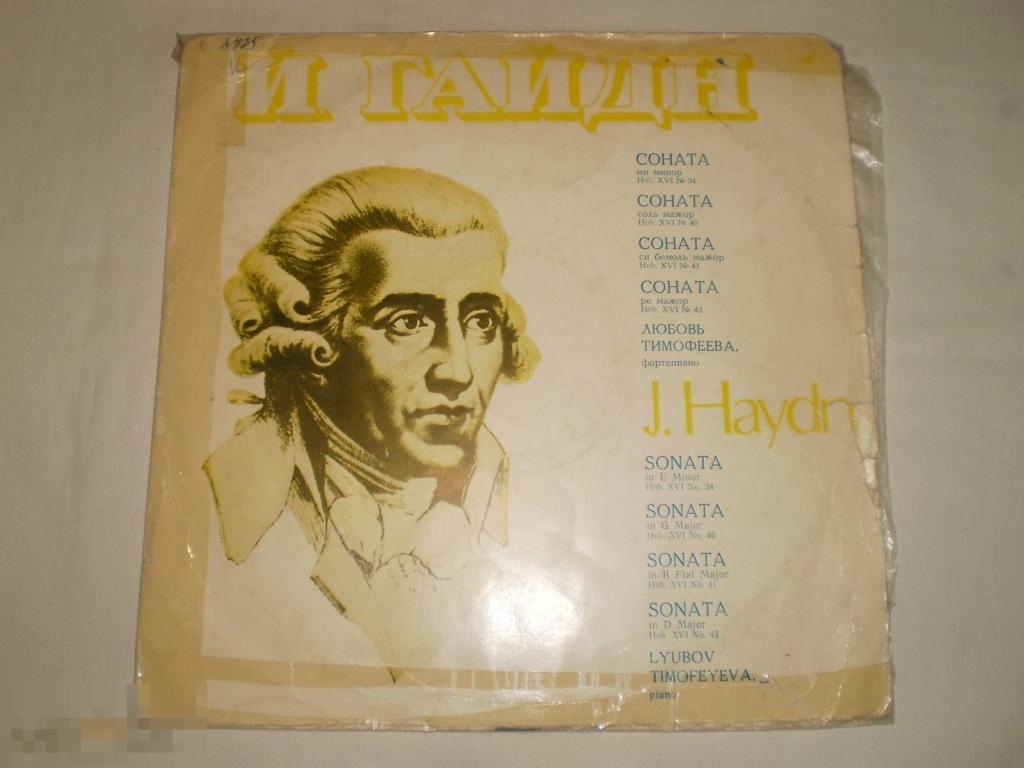 Й ГАЙДН
СОНАТА
ми минор
Hob. XVI № 34
СОНАТА
соль мажор
Hob. XVI № 40
СОНАТА
си бемоль мажор
Hob. XVI № 41
СОНАТА
ре мажор
Hob. XVI № 42
ЛЮБОВЬ
ТИМОФЕЕВА,
фортепиано
J. Haydn
SONATA
in E Minor
Hob. XVI No. 34
SONATA
in G Major
Hob. XVI No. 40
SONATA
in B Flat Major
Hob. XVI No. 41
SONATA
in D Major
Hob. XVI No. 42
LYUBOV
TIMOFEYEVA,
piano